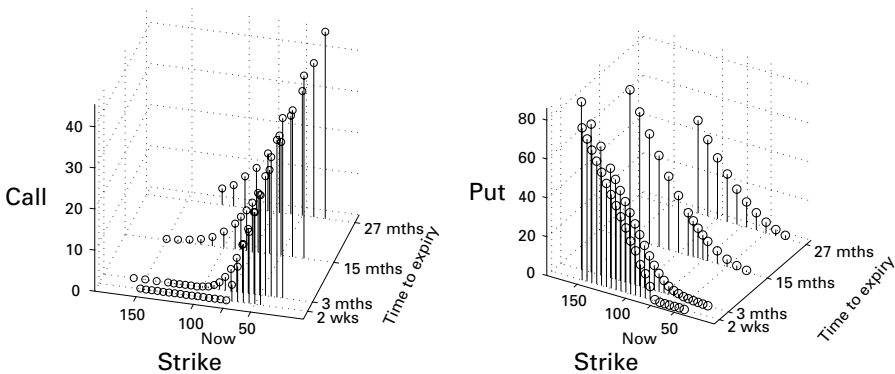 Call
40
30
20
10
0
150
100
50
Now
Strike
27 mths
15 mths
3 mths
2 wks
Time to expiry
Put
80
60
40
20
0
150
100
50
Now
Strike
27 mths
15 mths
3 mths
2 wks
Time to expiry